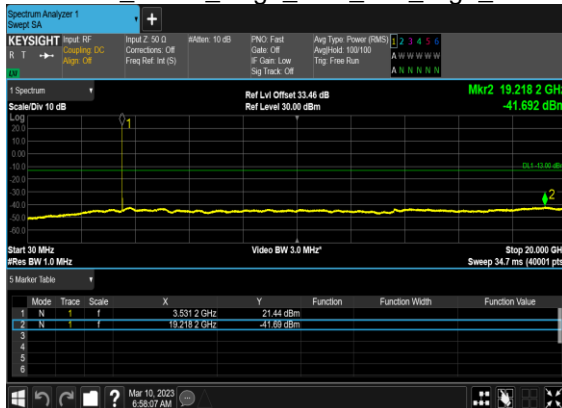 Spectrum Analyzer 1
Swept SA
KEYSIGHT Input: RF Input Z: 50 Ω #Atten: 10 dB PNO: Fast Avg Type: Power (RMS) 1 2 3 4 5 6
R T Coupling: DC Corrections: Off Gate: Off Avg|Hold: 100/100 A W W W W W
Align: Off Freq Ref: Int (S) IF Gain: Low Trig: Free Run
LXI Sig Track: Off A N N N N N
1 Spectrum Ref Lvl Offset 33.46 dB Mkr2 19.218 2 GHz
Scale/Div 10 dB Ref Level 30.00 dBm -41.692 dBm
Log
20.0
10.0
0.00
-10.0
DL1 -13.00 dBm
-20.0
-30.0
-40.0
-50.0
-60.0
1
2
Start 30 MHz Video BW 3.0 MHz* Stop 20.000 GHz
#Res BW 1.0 MHz Sweep 34.7 ms (40001 pts)
5 Marker Table
Mode Trace Scale X Y Function Function Width Function Value
1 N 1 f 3.531 2 GHz 21.44 dBm
2 N 1 f 19.218 2 GHz -41.69 dBm
3
4
5
6
? Mar 10, 2023
6:58:07 AM